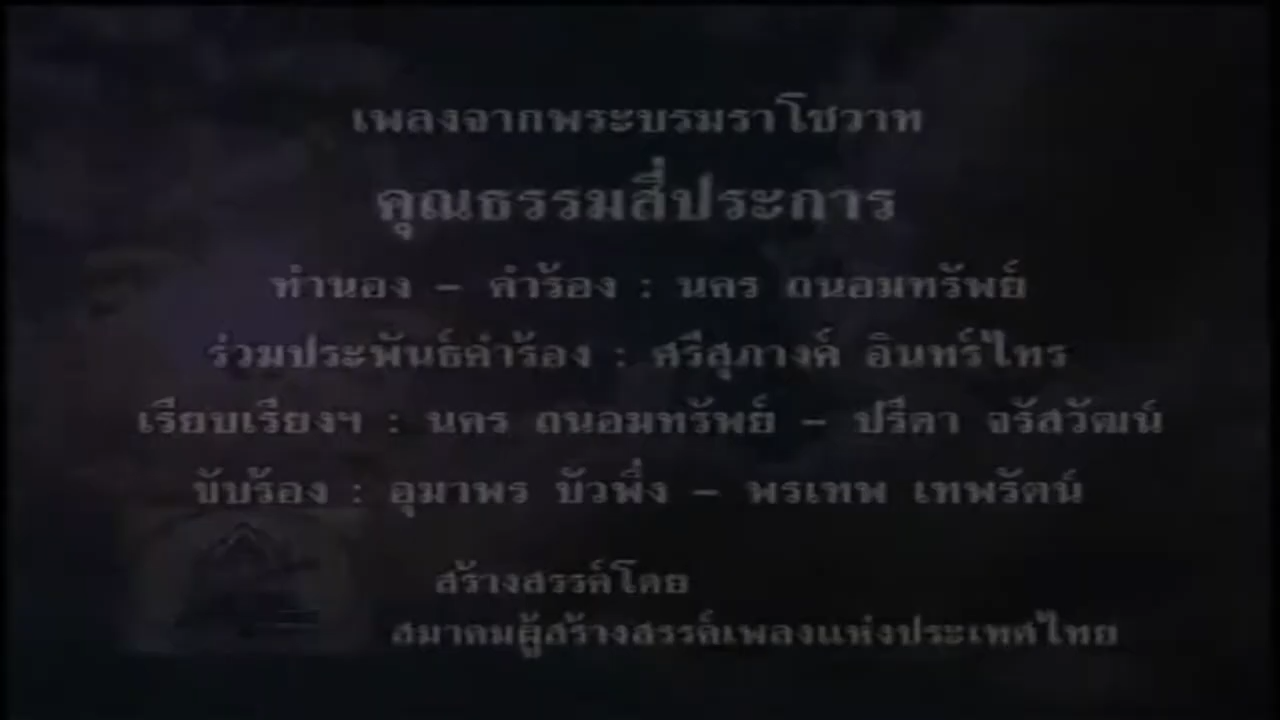 เพลงจากพระบรมราโชวาท
คุณธรรมสี่ประการ
ทำนอง - คำร้อง : นคร ถนอมทรัพย์
ร่วมประพันธ์คำร้อง : ศรีสุภางค์ อินทร์ไทร
เรียบเรียงฯ : นคร ถนอมทรัพย์ - ปรีดา จรัสวัฒน์
ขับร้อง : อุมาพร บัวพึ่ง - พรเทพ เทพรัตน์
สร้างสรรค์โดย
สมาคมผู้สร้างสรรค์เพลงแห่งประเทศไทย